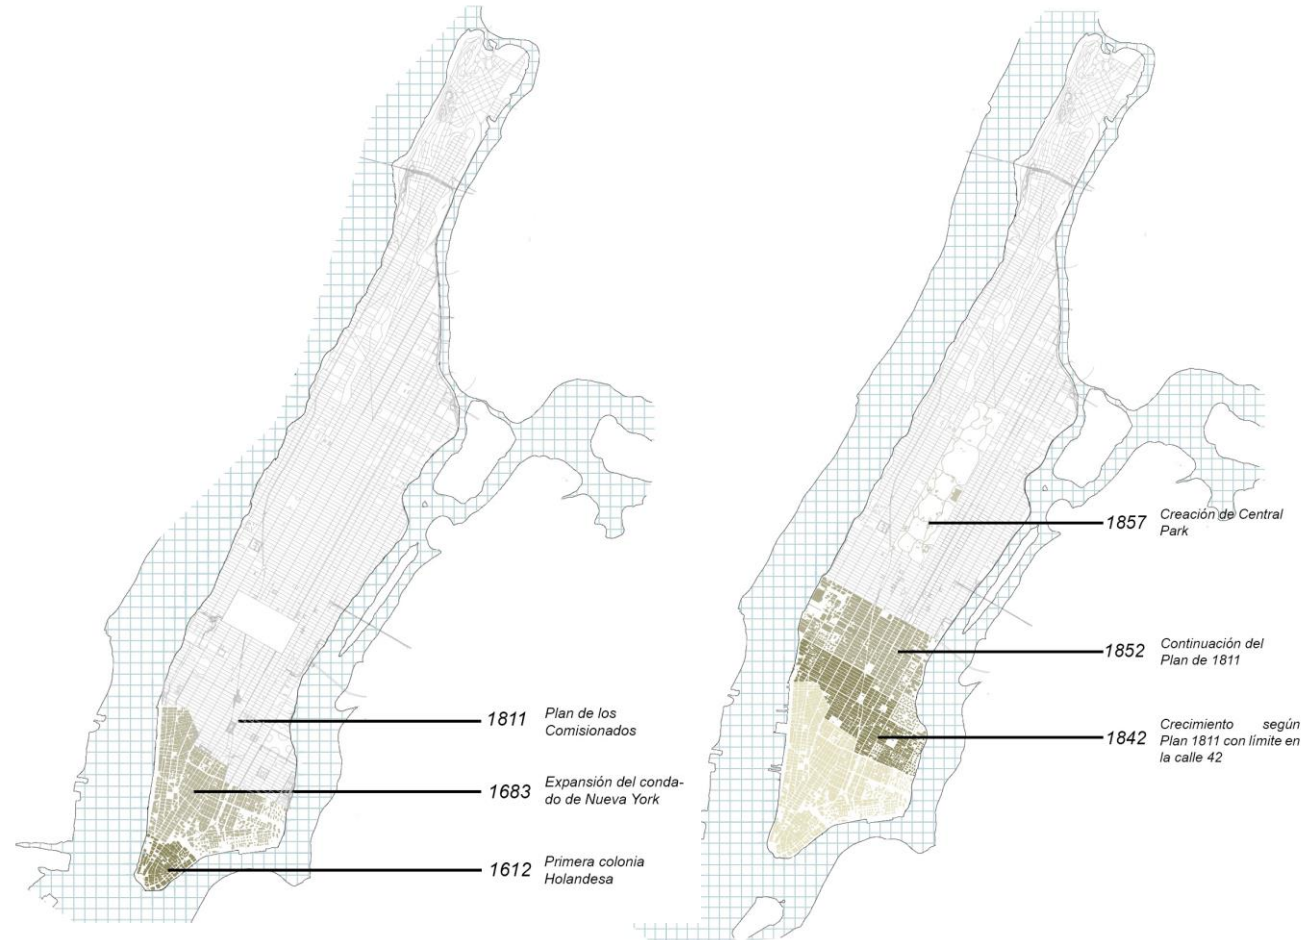 1811 Plan de los
Comisionados
1683 Expansión del conda-
do de Nueva York
1612 Primera colonia
Holandesa
1857 Creación de Central
Park
1852 Continuación del
Plan de 1811
1842 Crecimiento según
Plan 1811 con límite en
la calle 42